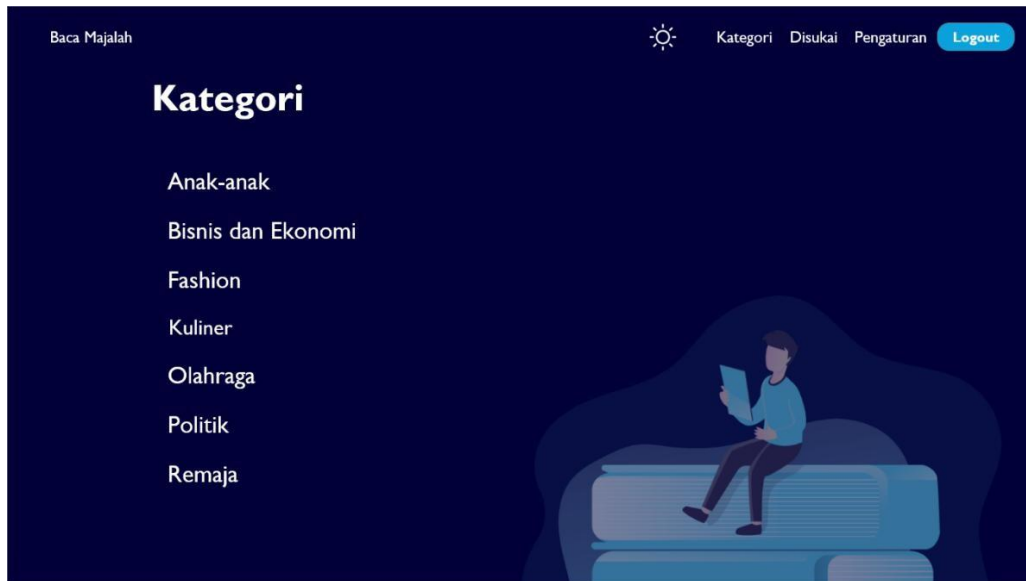 Baca Majalah
Kategori Disukai Pengaturan Logout
Kategori
Anak-anak
Bisnis dan Ekonomi
Fashion
Kuliner
Olahraga
Politik
Remaja